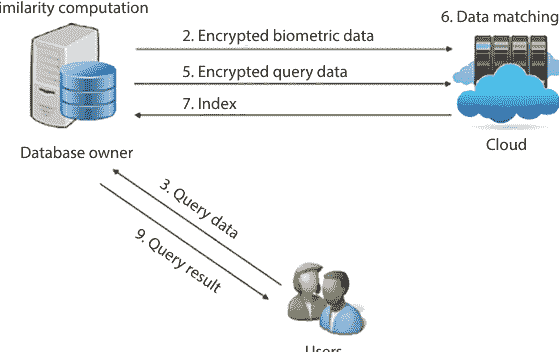 imilarity computation
6. Data matching
2. Encrypted biometric data
5. Encrypted query data
7. Index
Database owner
Cloud
3. Query data
9. Query result
Users